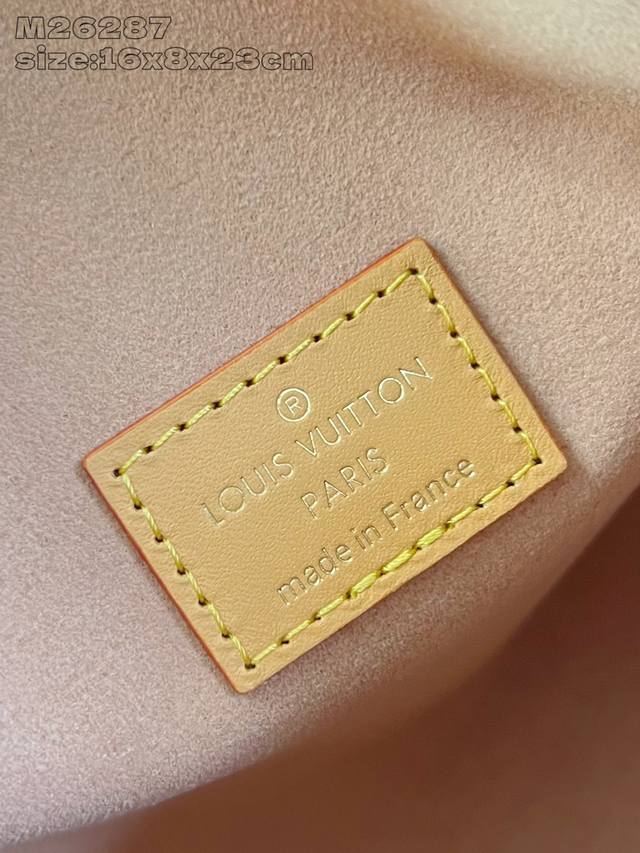 M26287
size:16x8x23cm
®
LOUIS VUITTON
PARIS
made in France